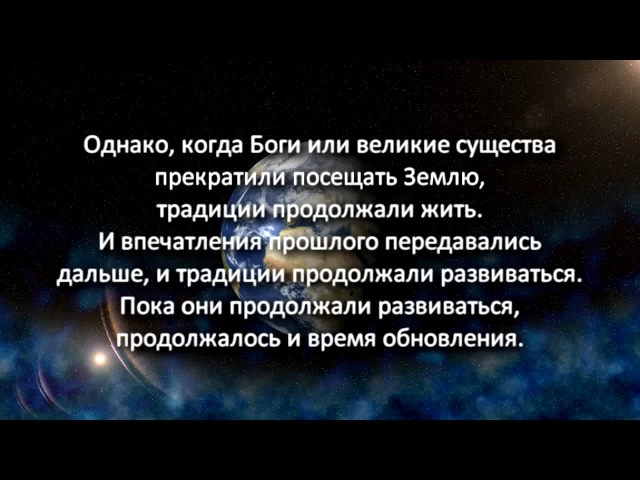 Однако, когда Боги или великие существа
прекратили посещать Землю,
традиции продолжали жить.
И впечатления прошлого передавались
дальше, и традиции продолжали развиваться.
Пока они продолжали развиваться,
продолжалось и время обновления.